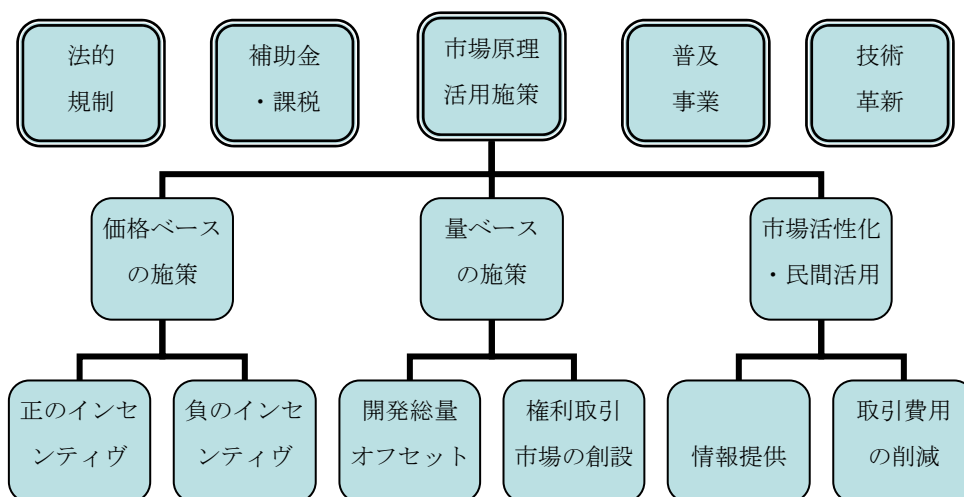 法的
規制
補助金
・課税
市場原理
活用施策
普及
事業
技術
革新
価格ベース
の施策
量ベース
の施策
市場活性化
・民間活用
正のインセ
ンティヴ
負のインセ
ンティヴ
開発総量
オフセット
権利取引
市場の創設
情報提供
取引費用
の削減